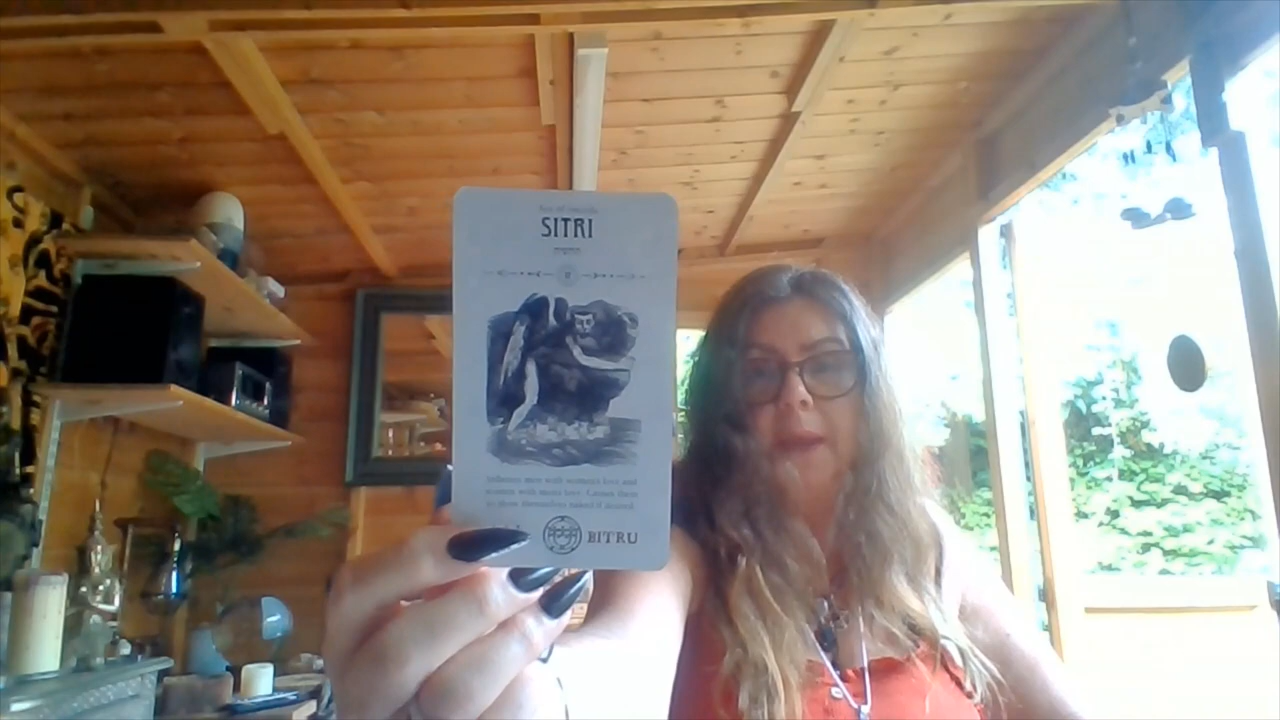 SITRI
inflames men with women's love and
women with men's love. Causes them
to show themselves naked if desired.
BITRU